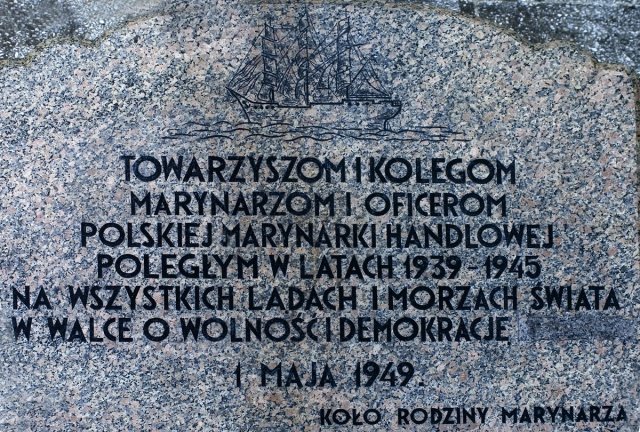 TOWARZYSZOM I KOLEGOM
MARYNARZOM I OFICEROM
POLSKIEJ MARYNARKI HANDLOWEJ
POLEGŁYM W LATACH 1939-1945
NA WSZYSTKICH LĄDACH I MORZACH ŚWIATA
W WALCE O WOLNOŚĆ I DEMOKRACJE
1 MAJA 1949.
KOŁO RODZINY MARYNARZA